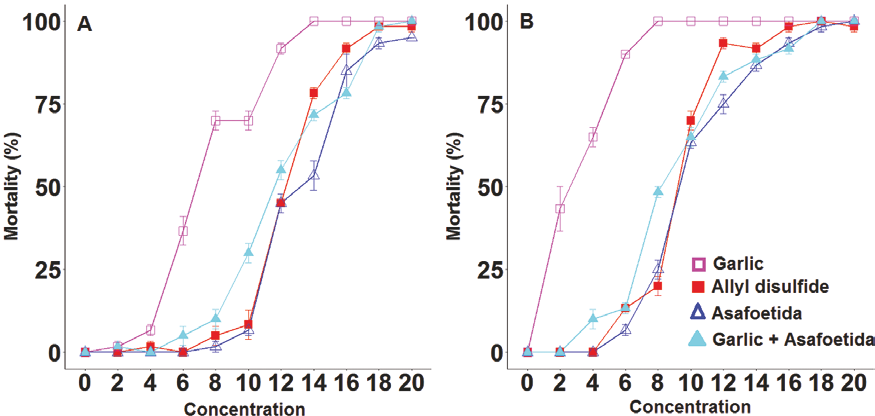 A
Mortality (%)
100
75
50
25
0
0 2 4 6 8 10 12 14 16 18 20
Concentration
B
Mortality (%)
100
75
50
25
0
Garlic
Allyl disulfide
Asafoetida
Garlic + Asafoetida
0 2 4 6 8 10 12 14 16 18 20
Concentration